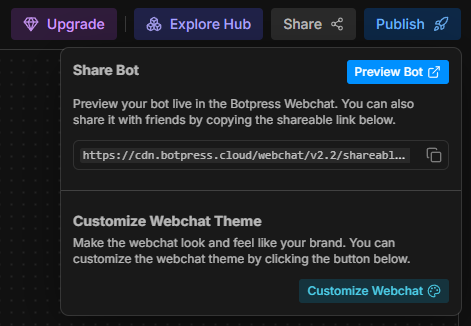 Upgrade
Explore Hub
Share
Publish
Share Bot
Preview Bot
Preview your bot live in the Botpress Webchat. You can also
share it with friends by copying the shareable link below.
https://cdn.botpress.cloud/webchat/v2.2/shareabl...
Customize Webchat Theme
Make the webchat look and feel like your brand. You can
customize the webchat theme by clicking the button below.
Customize Webchat